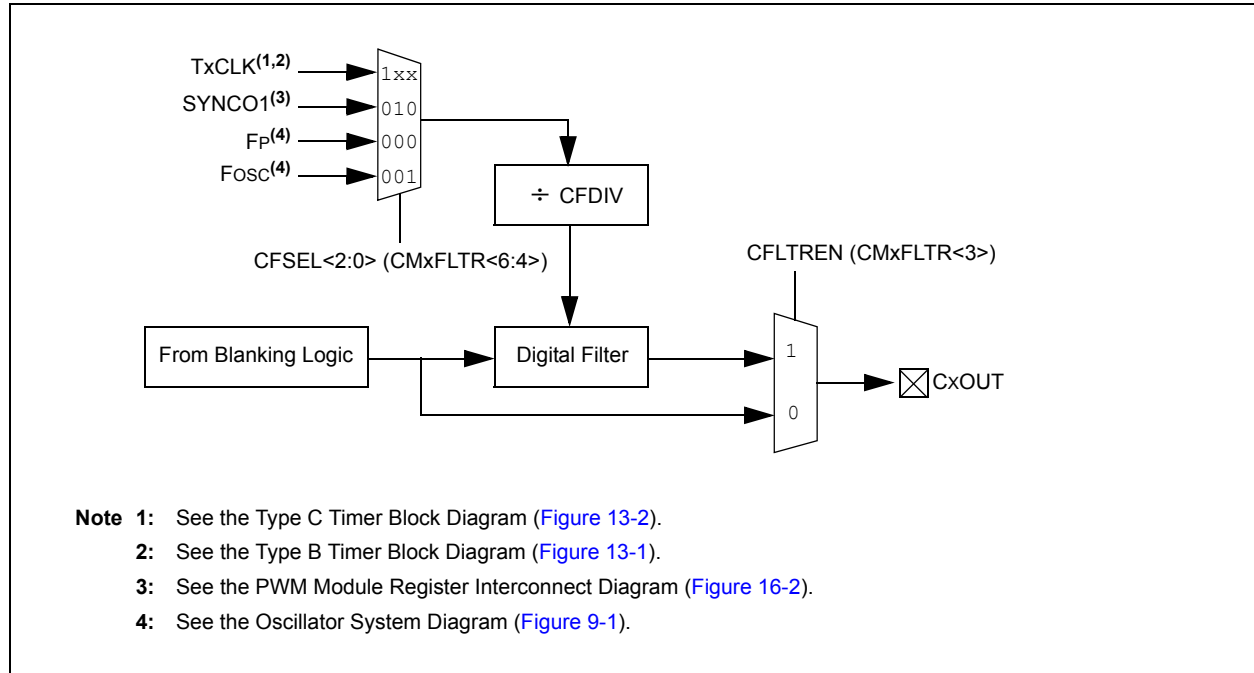 TxCLK(1,2)
SYNCO1(3)
FP(4)
FOSC(4)
1xx
010
000
001
÷ CFDIV
CFSEL<2:0> (CMxFLTR<6:4>)
CFLTREN (CMxFLTR<3>)
From Blanking Logic
Digital Filter
1
0
CxOUT
Note 1: See the Type C Timer Block Diagram (Figure 13-2).
2: See the Type B Timer Block Diagram (Figure 13-1).
3: See the PWM Module Register Interconnect Diagram (Figure 16-2).
4: See the Oscillator System Diagram (Figure 9-1).